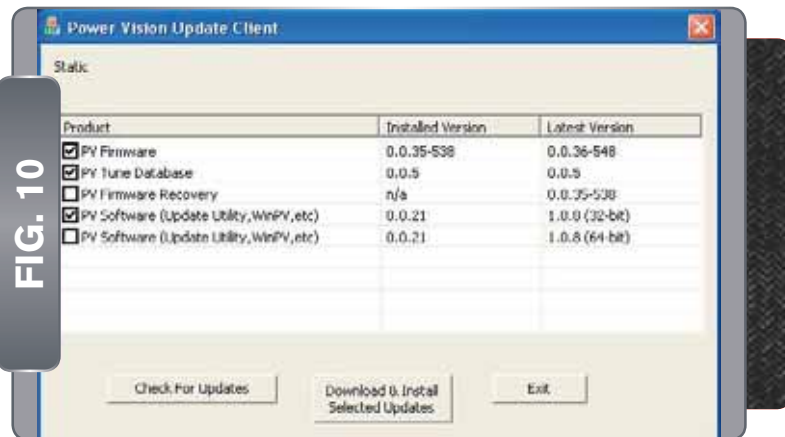 Power Vision Update Client
Static
Product Installed Version Latest Version
PV Firmware 0.0.35-538 0.0.36-548
PV Tune Database 0.0.5 0.0.5
PV Firmware Recovery n/a 0.0.35-538
PV Software (Update Utility,WinPV,etc) 0.0.21 1.0.8 (32-bit)
PV Software (Update Utility,WinPV,etc) 0.0.21 1.0.8 (64-bit)
Check For Updates
Download & Install
Selected Updates
Exit
FIG. 10